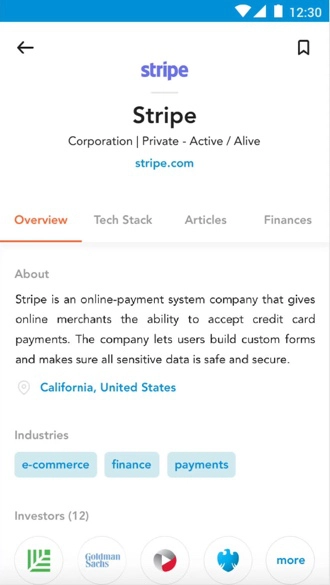 12:30
stripe
Stripe
Corporation | Private - Active / Alive
stripe.com
Overview Tech Stack Articles Finances
About
Stripe is an online-payment system company that gives
online merchants the ability to accept credit card
payments. The company lets users build custom forms
and makes sure all sensitive data is safe and secure.
California, United States
Industries
e-commerce finance payments
Investors (12)
Goldman
Sachs
more